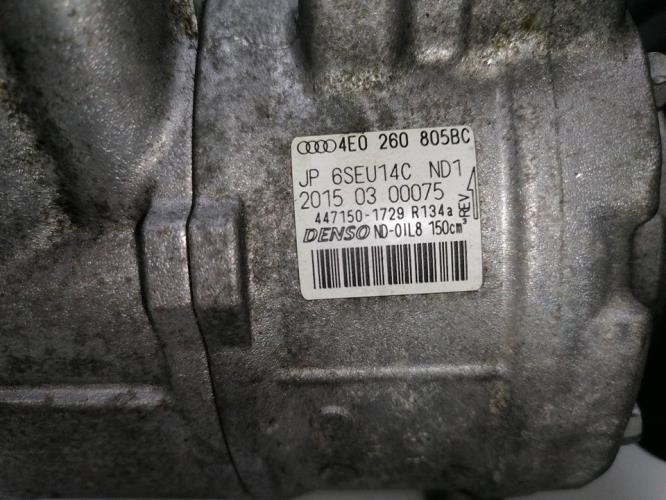 4E0 260 805BC
JP 6SEU14C ND1
2015 03 00075
REV
447150-1729 R134a
DENSO ND-OIL8 150cm³